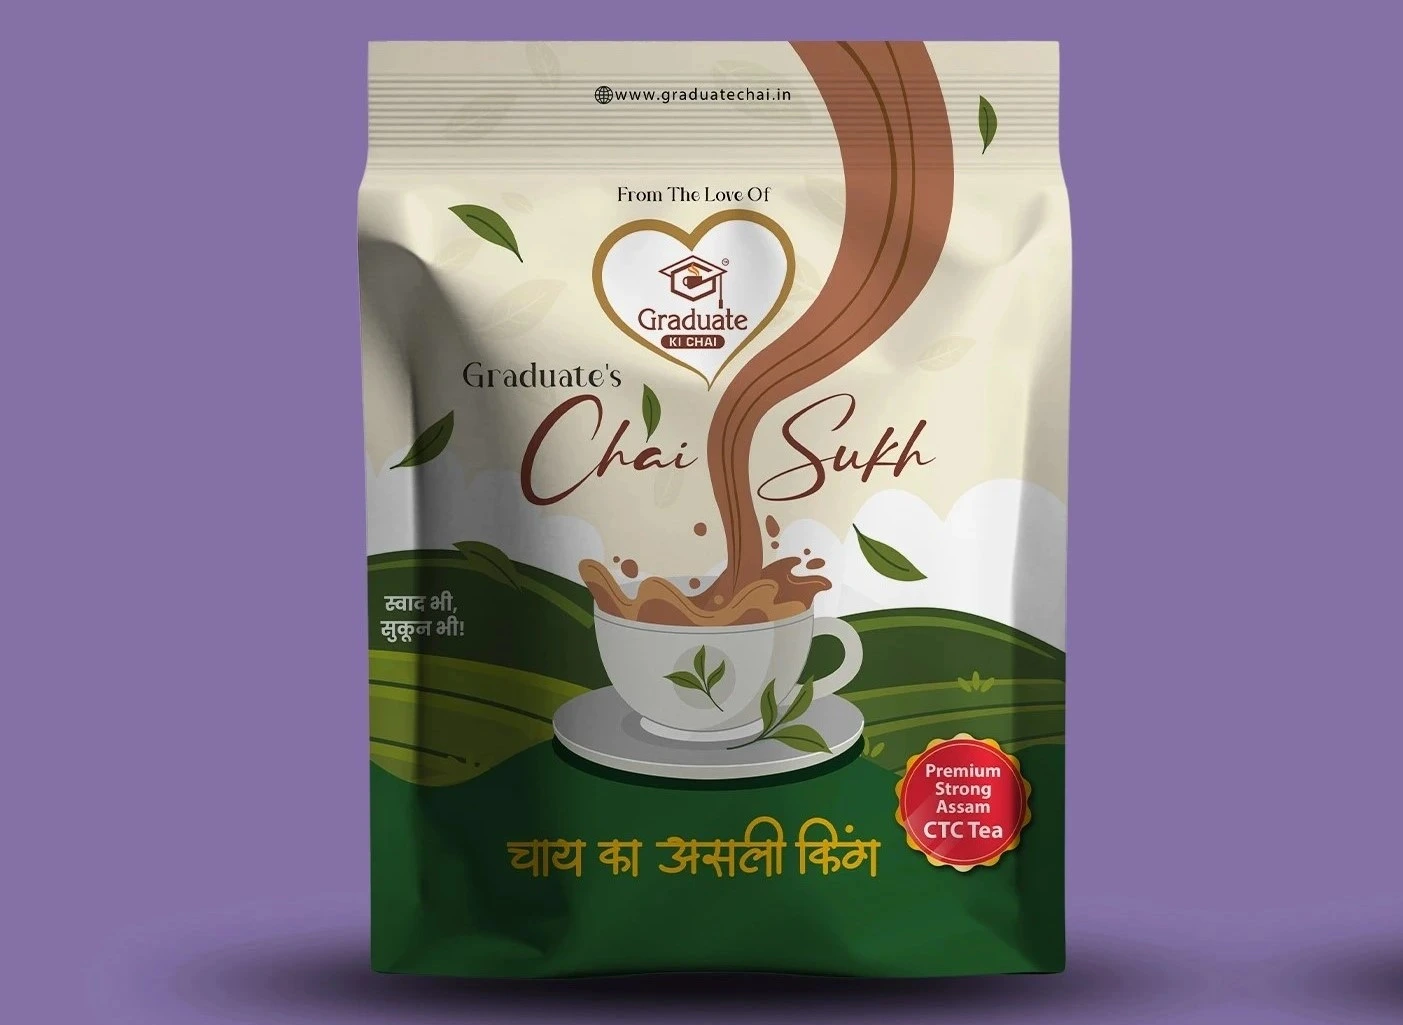 www.graduatechai.in
From The Love Of
Graduate
KI CHAI
Graduate's
Chai Sukh
स्वाद भी,
सुकून भी!
Premium
Strong
Assam
CTC Tea
चाय का असली किंग